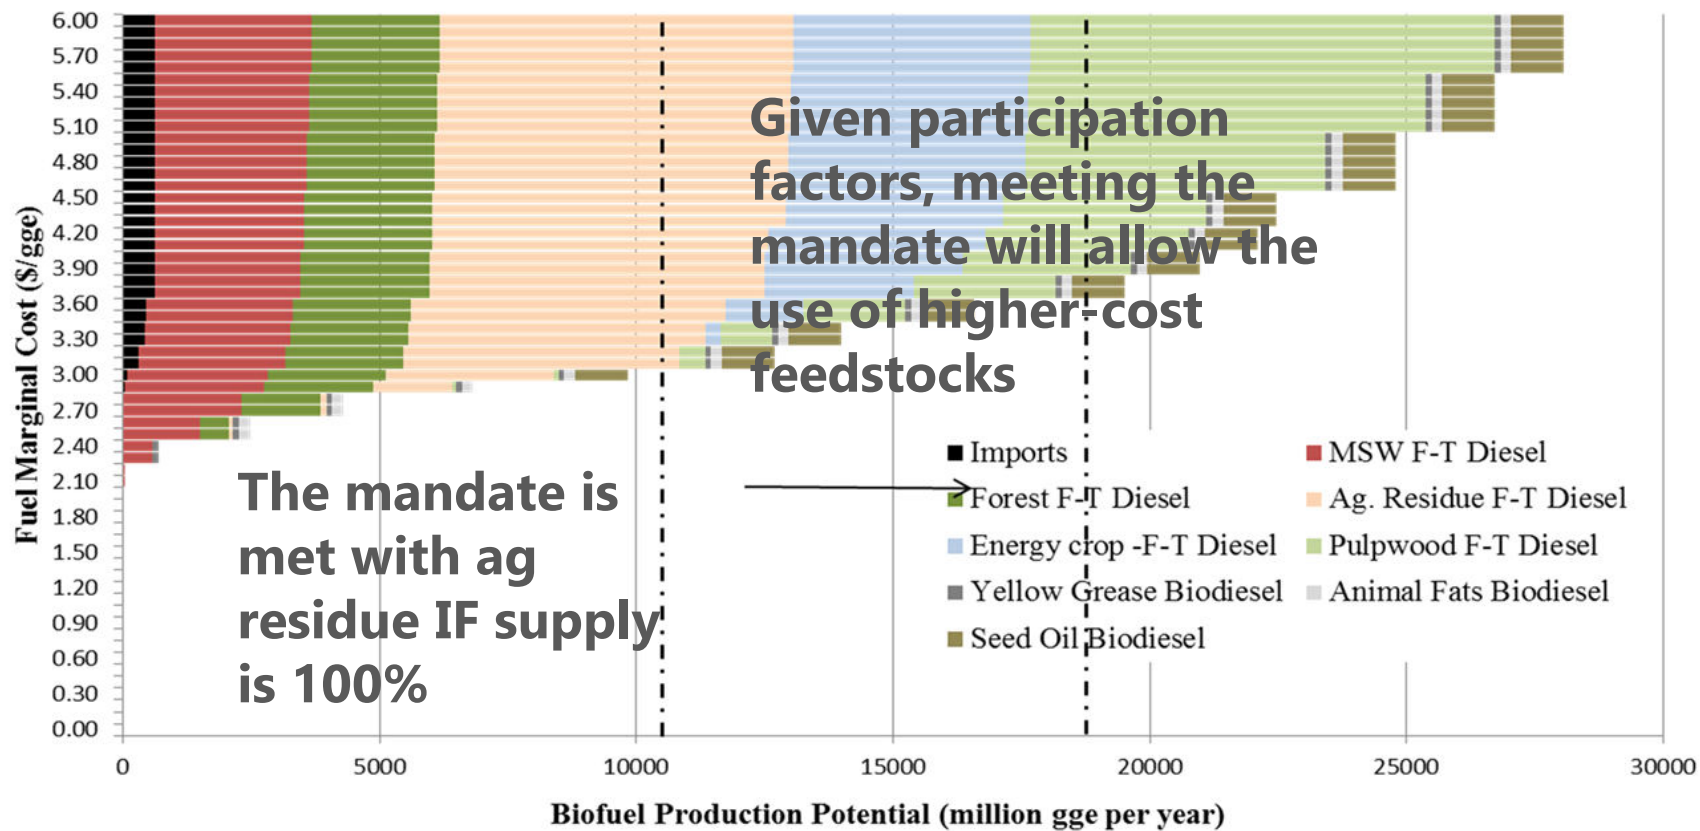 6.00
5.70
5.40
5.10
4.80
4.50
4.20
3.90
3.60
3.30
3.00
2.70
2.40
2.10
1.80
1.50
1.20
0.90
0.60
0.30
0.00
Fuel Marginal Cost ($/gge)
Given participation
factors, meeting the
mandate will allow the
use of higher-cost
feedstocks
The mandate is
met with ag
residue IF supply
is 100%
Imports MSW F-T Diesel
Forest F-T Diesel Ag. Residue F-T Diesel
Energy crop -F-T Diesel Pulpwood F-T Diesel
Yellow Grease Biodiesel Animal Fats Biodiesel
Seed Oil Biodiesel
0 5000 10000 15000 20000 25000 30000
Biofuel Production Potential (million gge per year)